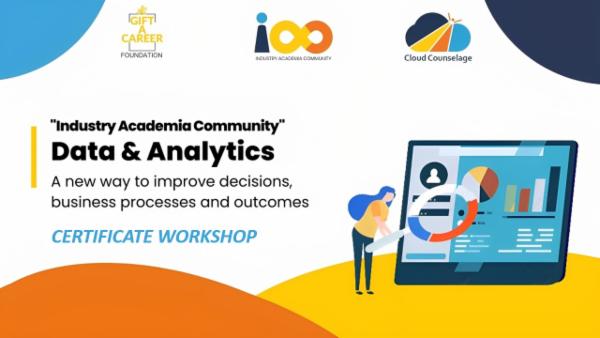 GIFT
A
CAREER
FOUNDATION
INDUSTRY ACADEMIA COMMUNITY
Cloud Counselage
"Industry Academia Community"
Data & Analytics
A new way to improve decisions,
business processes and outcomes
CERTIFICATE WORKSHOP